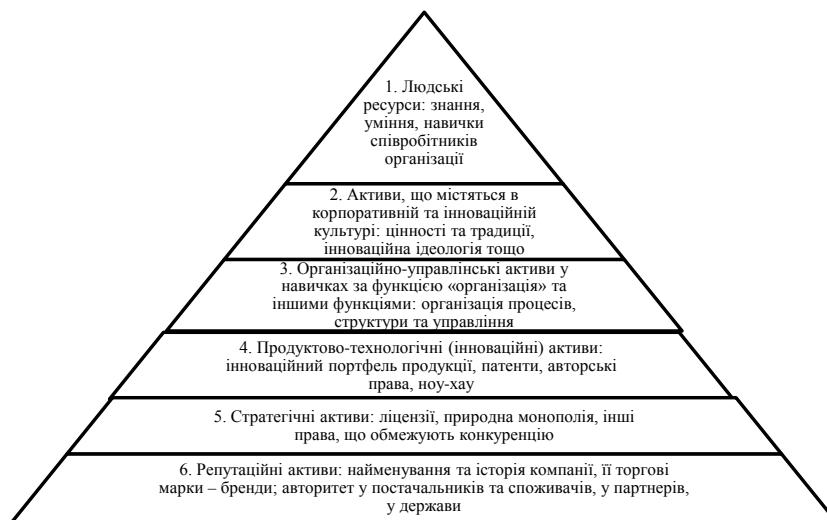 1. Людські
ресурси: знання,
уміння, навички
співробітників
організації
2. Активи, що містяться в
корпоративній та інноваційній
культурі: цінності та традиції,
інноваційна ідеологія тощо
3. Організаційно-управлінські активи у
навичках за функцією «організація» та
іншими функціями: організація процесів,
структури та управління
4. Продуктово-технологічні (інноваційні) активи:
інноваційний портфель продукції, патенти, авторські
права, ноу-хау
5. Стратегічні активи: ліцензії, природна монополія, інші
права, що обмежують конкуренцію
6. Репутаційні активи: найменування та історія компанії, її торгові
марки – бренди; авторитет у постачальників та споживачів, у партнерів,
у держави